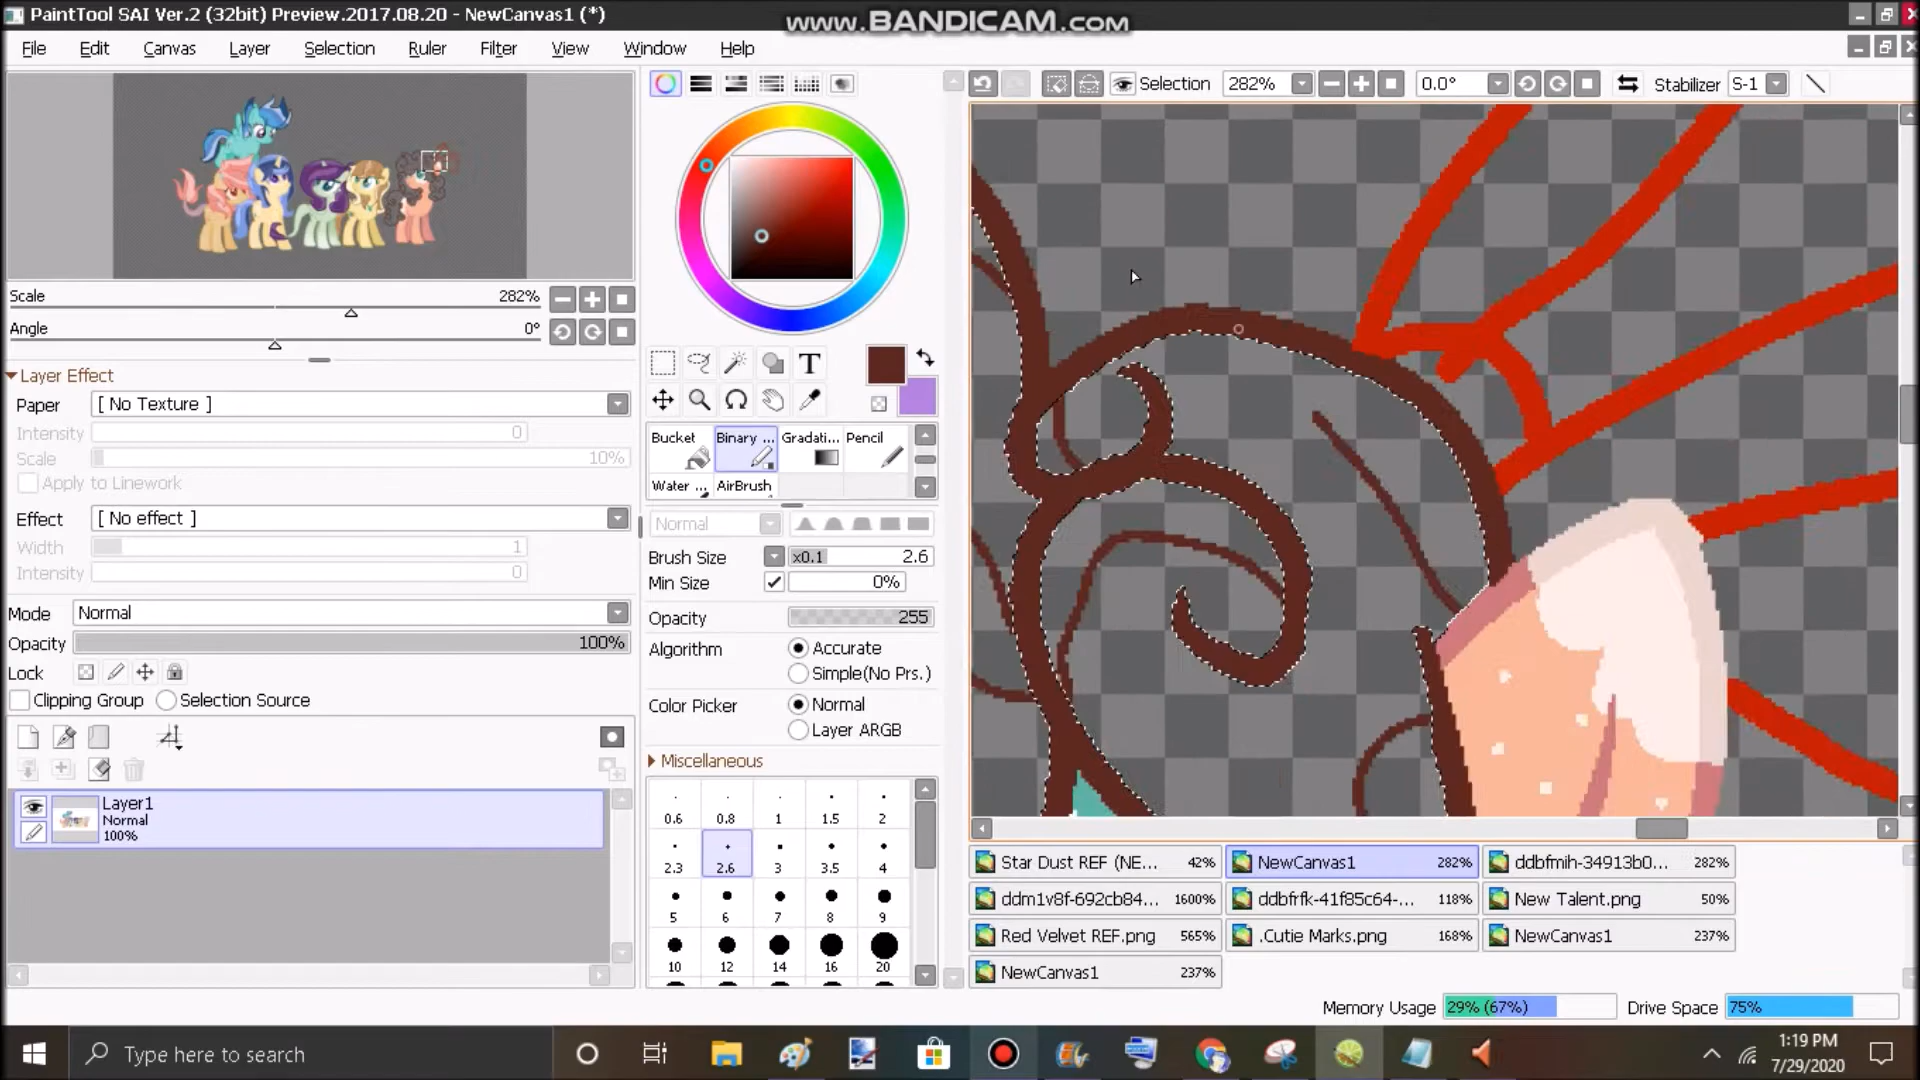 PaintTool SAI Ver.2 (32bit) Preview.2017.08.20 - NewCanvas1 (*)
www.BANDICAM.com
File Edit Canvas Layer Selection Ruler Filter View Window Help
Selection 282% 0.0° Stabilizer S-1
Scale 282%
Angle 0°
Layer Effect
Paper [ No Texture ]
Intensity 0
Scale 10%
Apply to Linework
Effect [ No effect ]
Width 1
Intensity 0
Mode Normal
Opacity 100%
Lock
Clipping Group Selection Source
Layer1
Normal
100%
T
Bucket Binary ... Gradati... Pencil
Water ... AirBrush
Normal
Brush Size x0.1 2.6
Min Size 0%
Opacity 255
Algorithm Accurate
Simple(No Prs.)
Color Picker Normal
Layer ARGB
Miscellaneous
0.6 0.8 1 1.5 2
2.3 2.6 3 3.5 4
5 6 7 8 9
10 12 14 16 20
Star Dust REF (NE... 42% NewCanvas1 282% ddbfmih-34913b0... 282%
ddm1v8f-692cb84... 1600% ddbfrfk-41f85c64-... 118% New Talent.png 50%
Red Velvet REF.png 565% .Cutie Marks.png 168% NewCanvas1 237%
NewCanvas1 237%
Memory Usage 29% (67%) Drive Space 75%
Type here to search
1:19 PM
7/29/2020